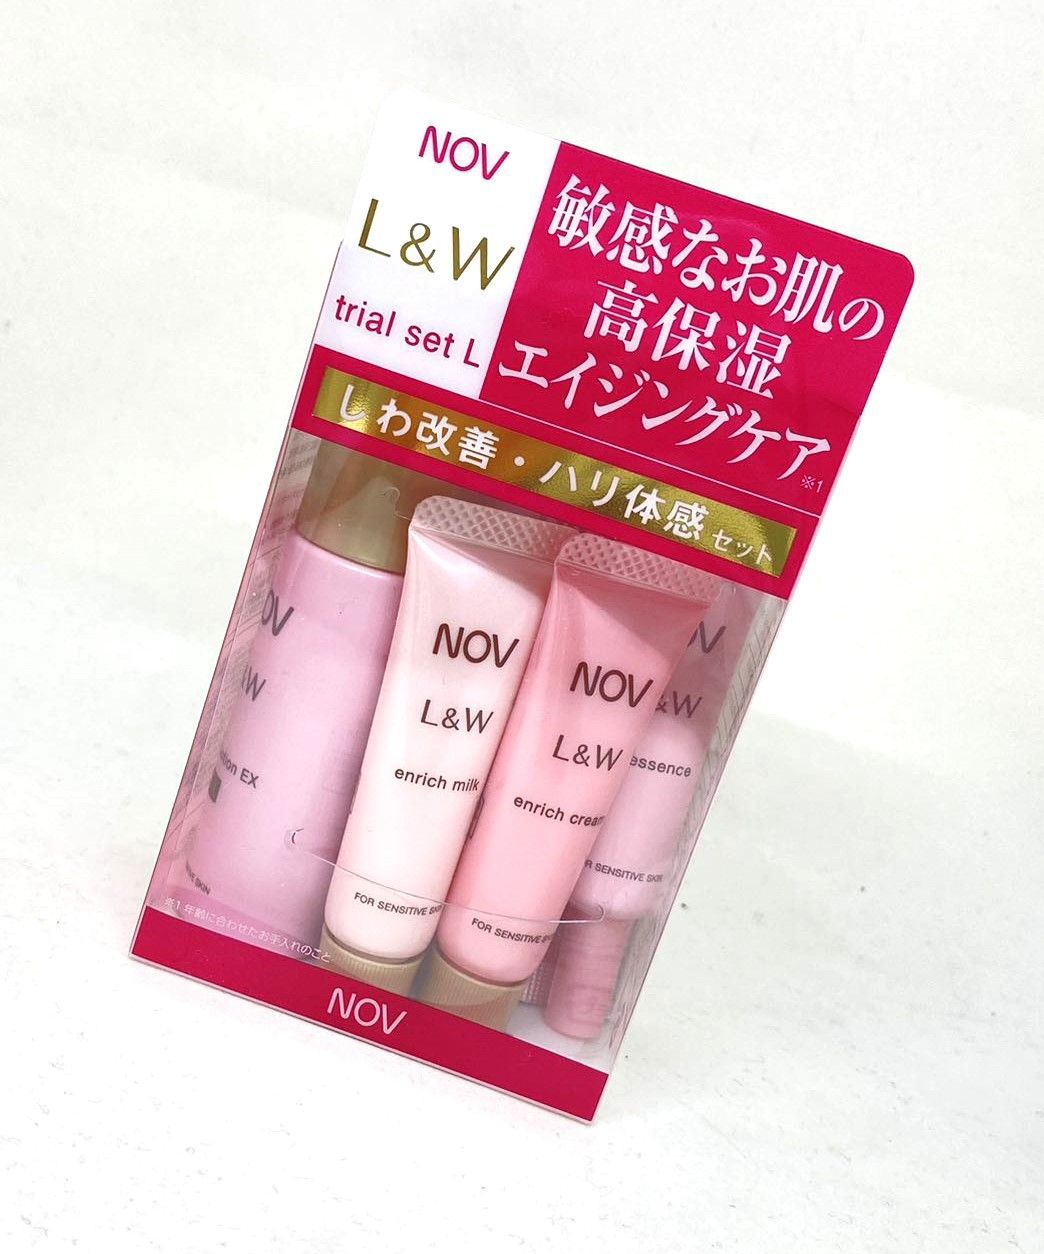 NOV
L&W
trial set L
敏感なお肌の
高保湿
エイジングケア※1
しわ改善・ハリ体感セット
NOV
L&W
enrich milk
FOR SENSITIVE SKIN
NOV
L&W
enrich cream
FOR SENSITIVE
essence
SENSITIVE SKIN
EX
SKIN
※1 年齢に合わせたお手入れのこと
NOV